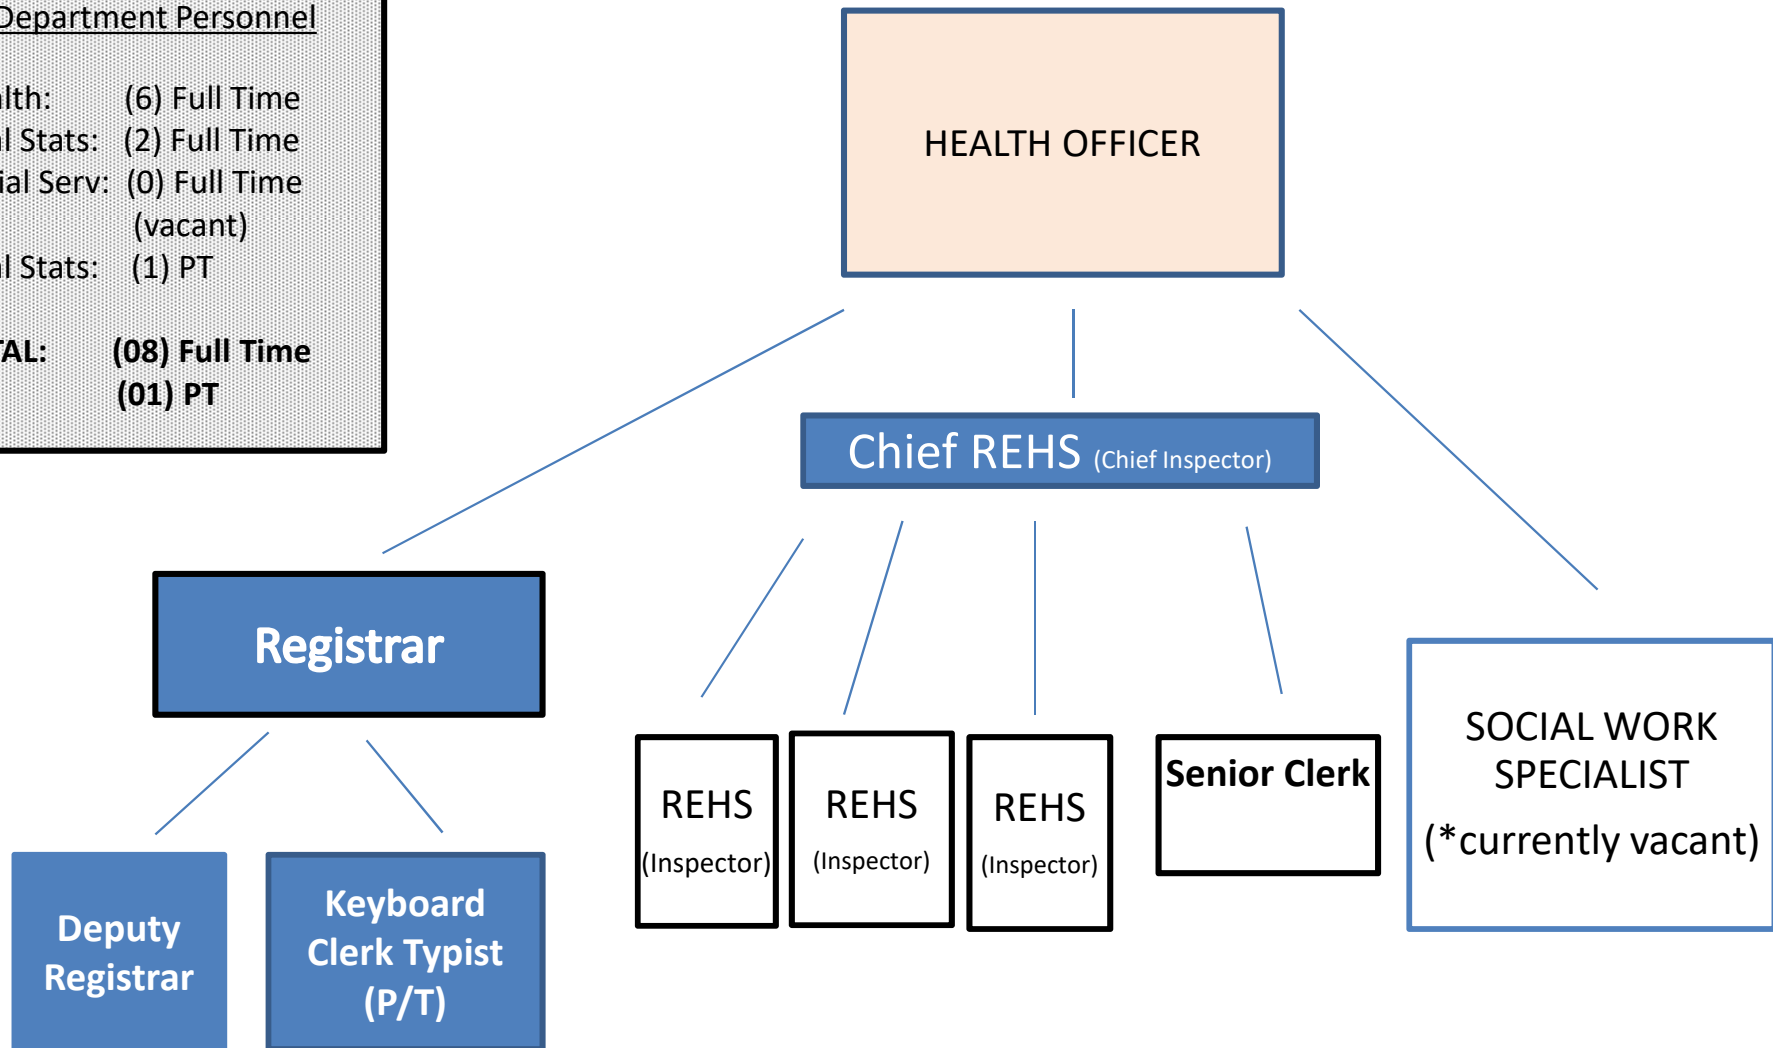 Department Personnel
lth: (6) Full Time
l Stats: (2) Full Time
ial Serv: (0) Full Time
(vacant)
l Stats: (1) PT
TAL: (08) Full Time
(01) PT
HEALTH OFFICER
Chief REHS (Chief Inspector)
Registrar
Deputy
Registrar
Keyboard
Clerk Typist
(P/T)
REHS
(Inspector)
REHS
(Inspector)
REHS
(Inspector)
Senior Clerk
SOCIAL WORK
SPECIALIST
(*currently vacant)